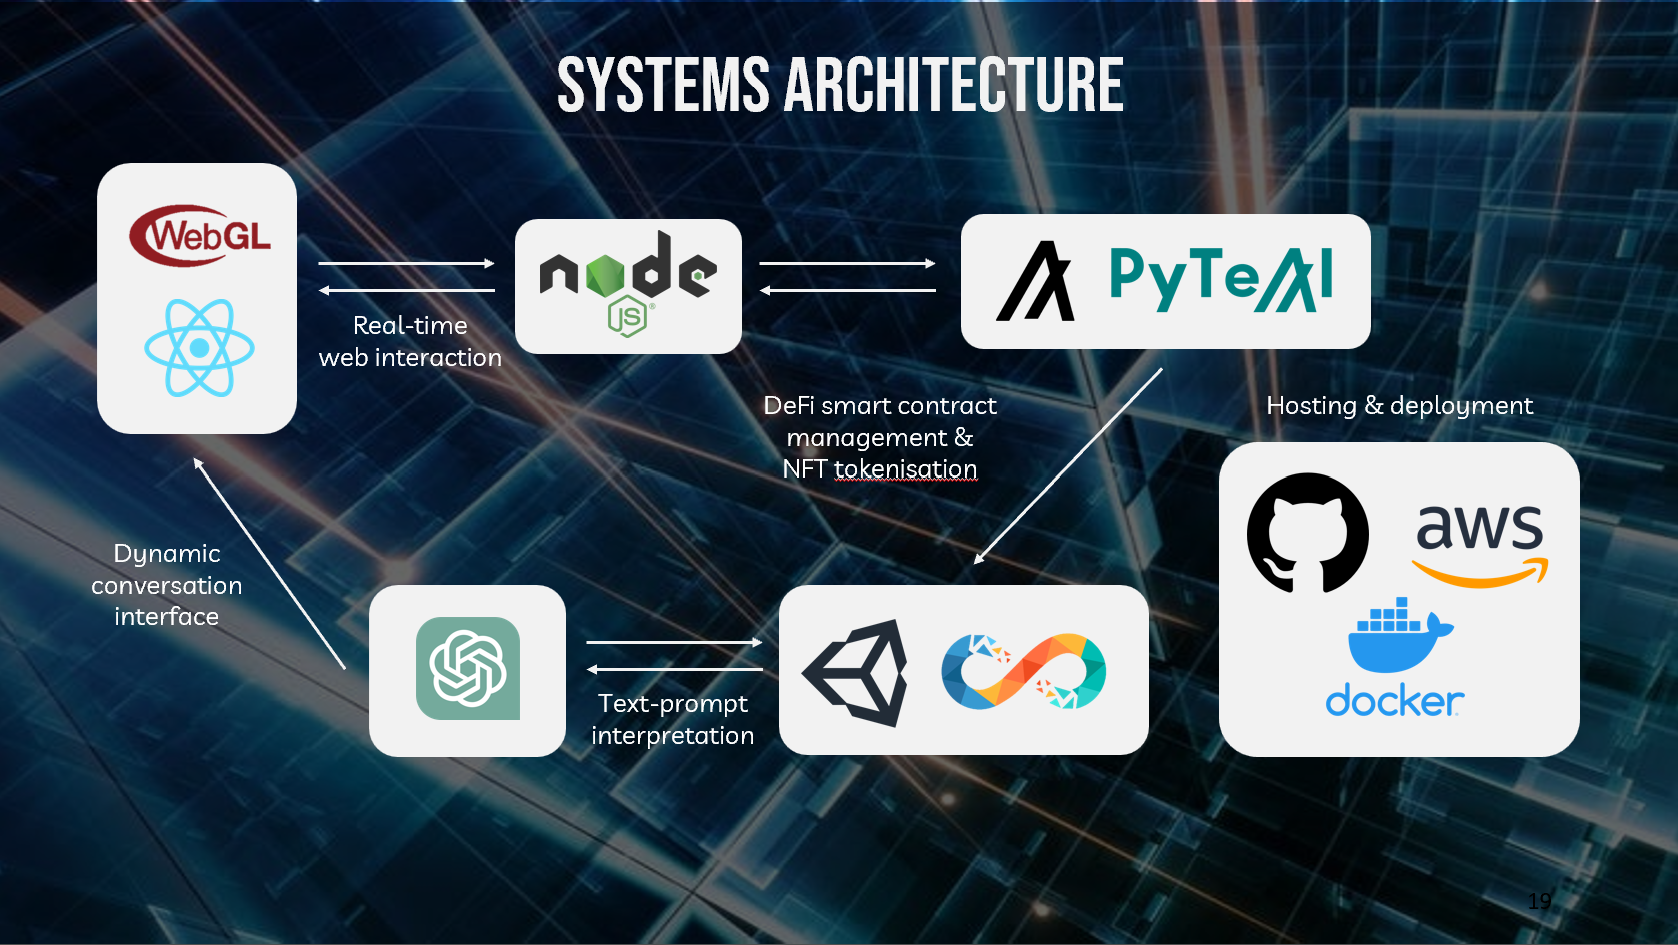 SYSTEMS ARCHITECTURE
WebGL
node
JS
®
PyTeAl
Real-time
web interaction
DeFi smart contract
management &
NFT tokenisation
Hosting & deployment
aws
docker
Dynamic
conversation
interface
Text-prompt
interpretation
19